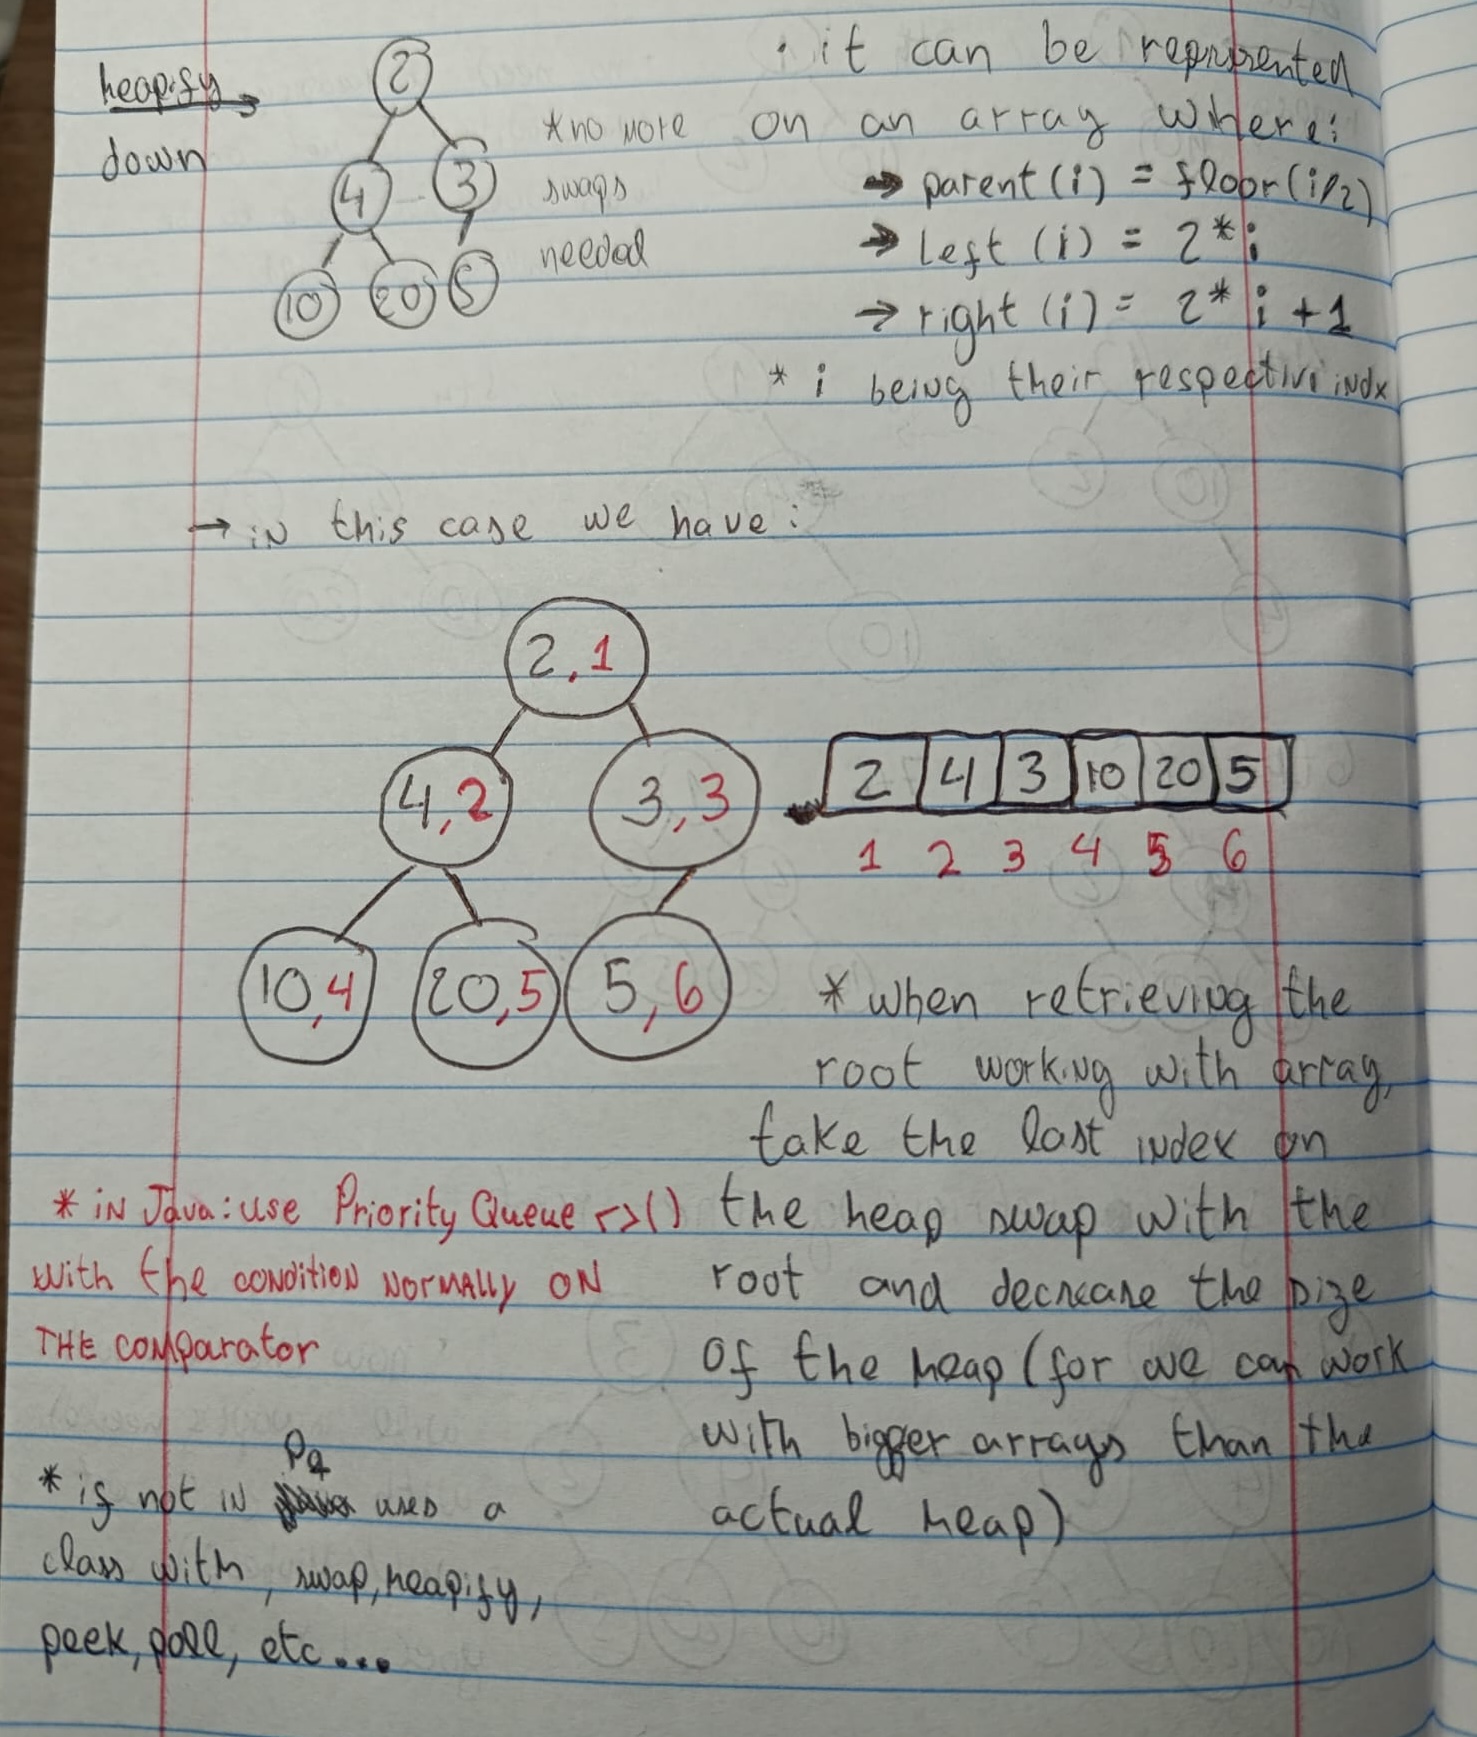 heapify
down
2
4 3
10 20 5
*no more
swaps
needed
· it can be represented
on an array where:
→ parent(i) = floor(i/2)
→ left (i) = 2*i
→ right (i) = 2*i+1
* i being their respective indx
→ in this case we have:
2,1
4,2 3,3
10,4 20,5 5,6
2 4 3 10 20 5
1 2 3 4 5 6
* when retrieving the
root working with array,
take the last index on
the heap swap with the
root and decrease the size
of the heap (for we can work
with bigger arrays than the
actual heap)
* in Java: use Priority Queue <>()
with the condition normally on
THE comparator
* if not in PQ uses a
class with, swap, heapify,
peek, poll, etc...